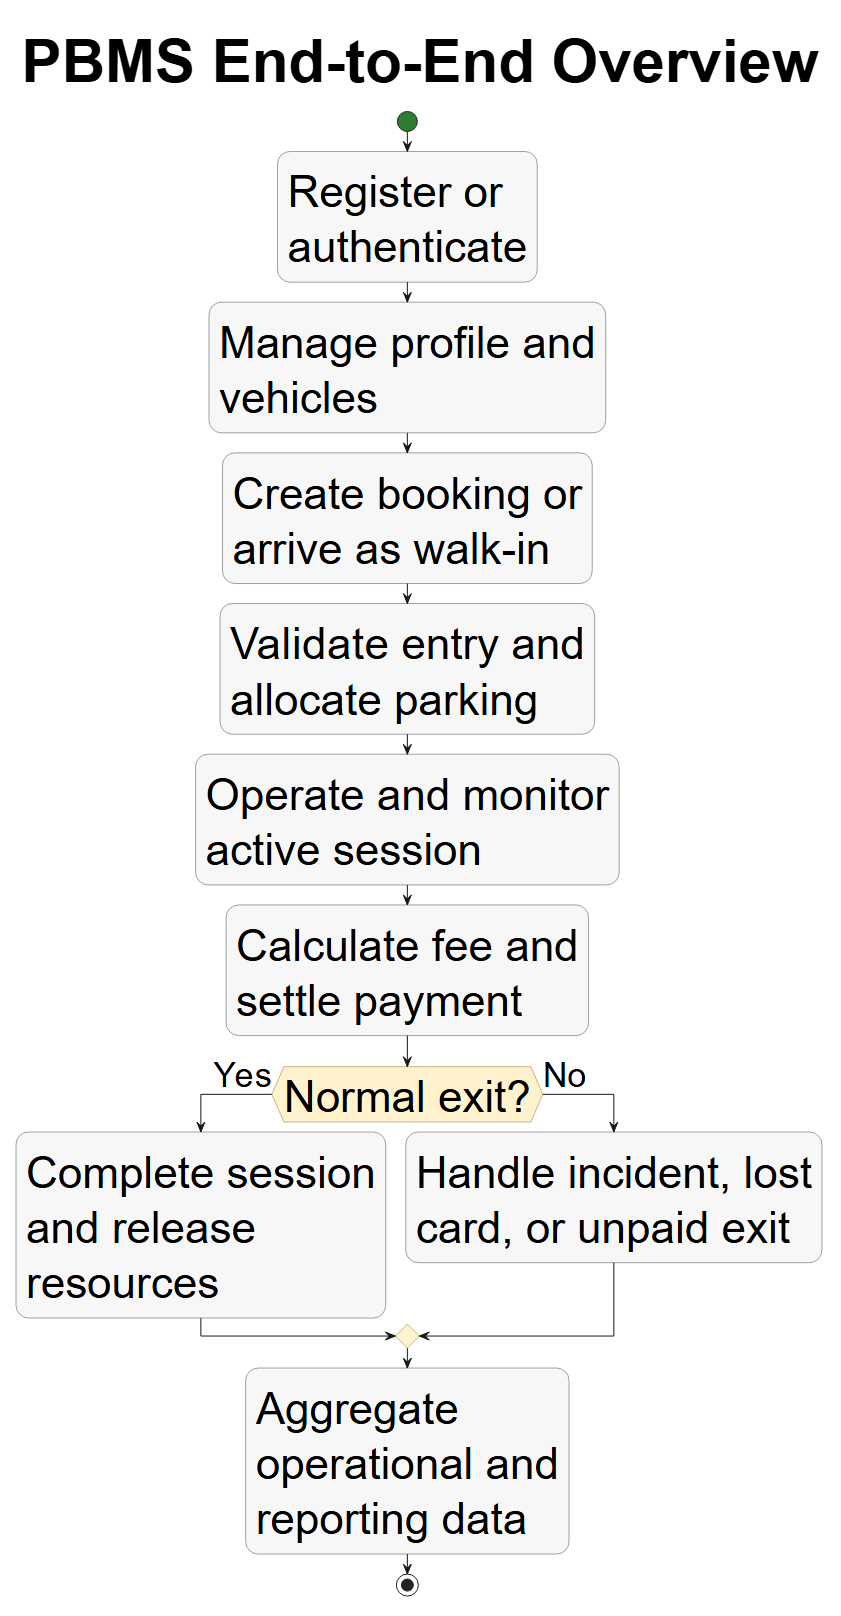 PBMS End-to-End Overview
Register or
authenticate
Manage profile and
vehicles
Create booking or
arrive as walk-in
Validate entry and
allocate parking
Operate and monitor
active session
Calculate fee and
settle payment
Yes
Normal exit?
No
Complete session
and release
resources
Handle incident, lost
card, or unpaid exit
Aggregate
operational and
reporting data